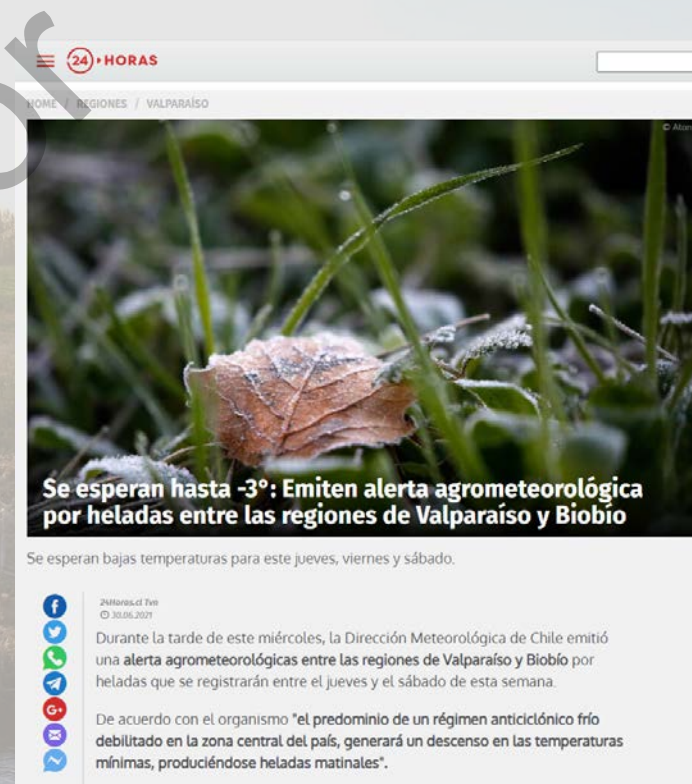 24 HORAS
HOME / REGIONES / VALPARAÍSO
Se esperan hasta -3°: Emiten alerta agrometeorológica
por heladas entre las regiones de Valparaíso y Biobío
Se esperan bajas temperaturas para este jueves, viernes y sábado.
24Horas.cl Tvn
30.06.2021
Durante la tarde de este miércoles, la Dirección Meteorológica de Chile emitió
una alerta agrometeorológicas entre las regiones de Valparaíso y Biobío por
heladas que se registrarán entre el jueves y el sábado de esta semana.
De acuerdo con el organismo "el predominio de un régimen anticiclónico frío
debilitado en la zona central del país, generará un descenso en las temperaturas
mínimas, produciéndose heladas matinales".